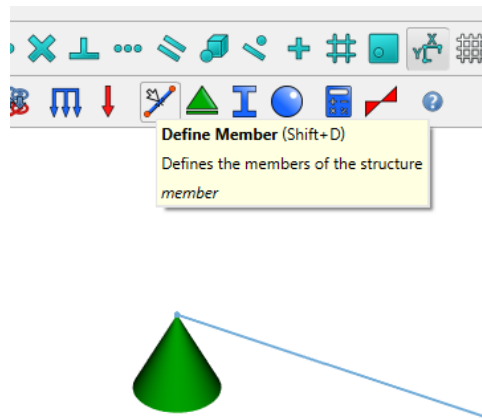 Define Member (Shift+D)
Defines the members of the structure
member